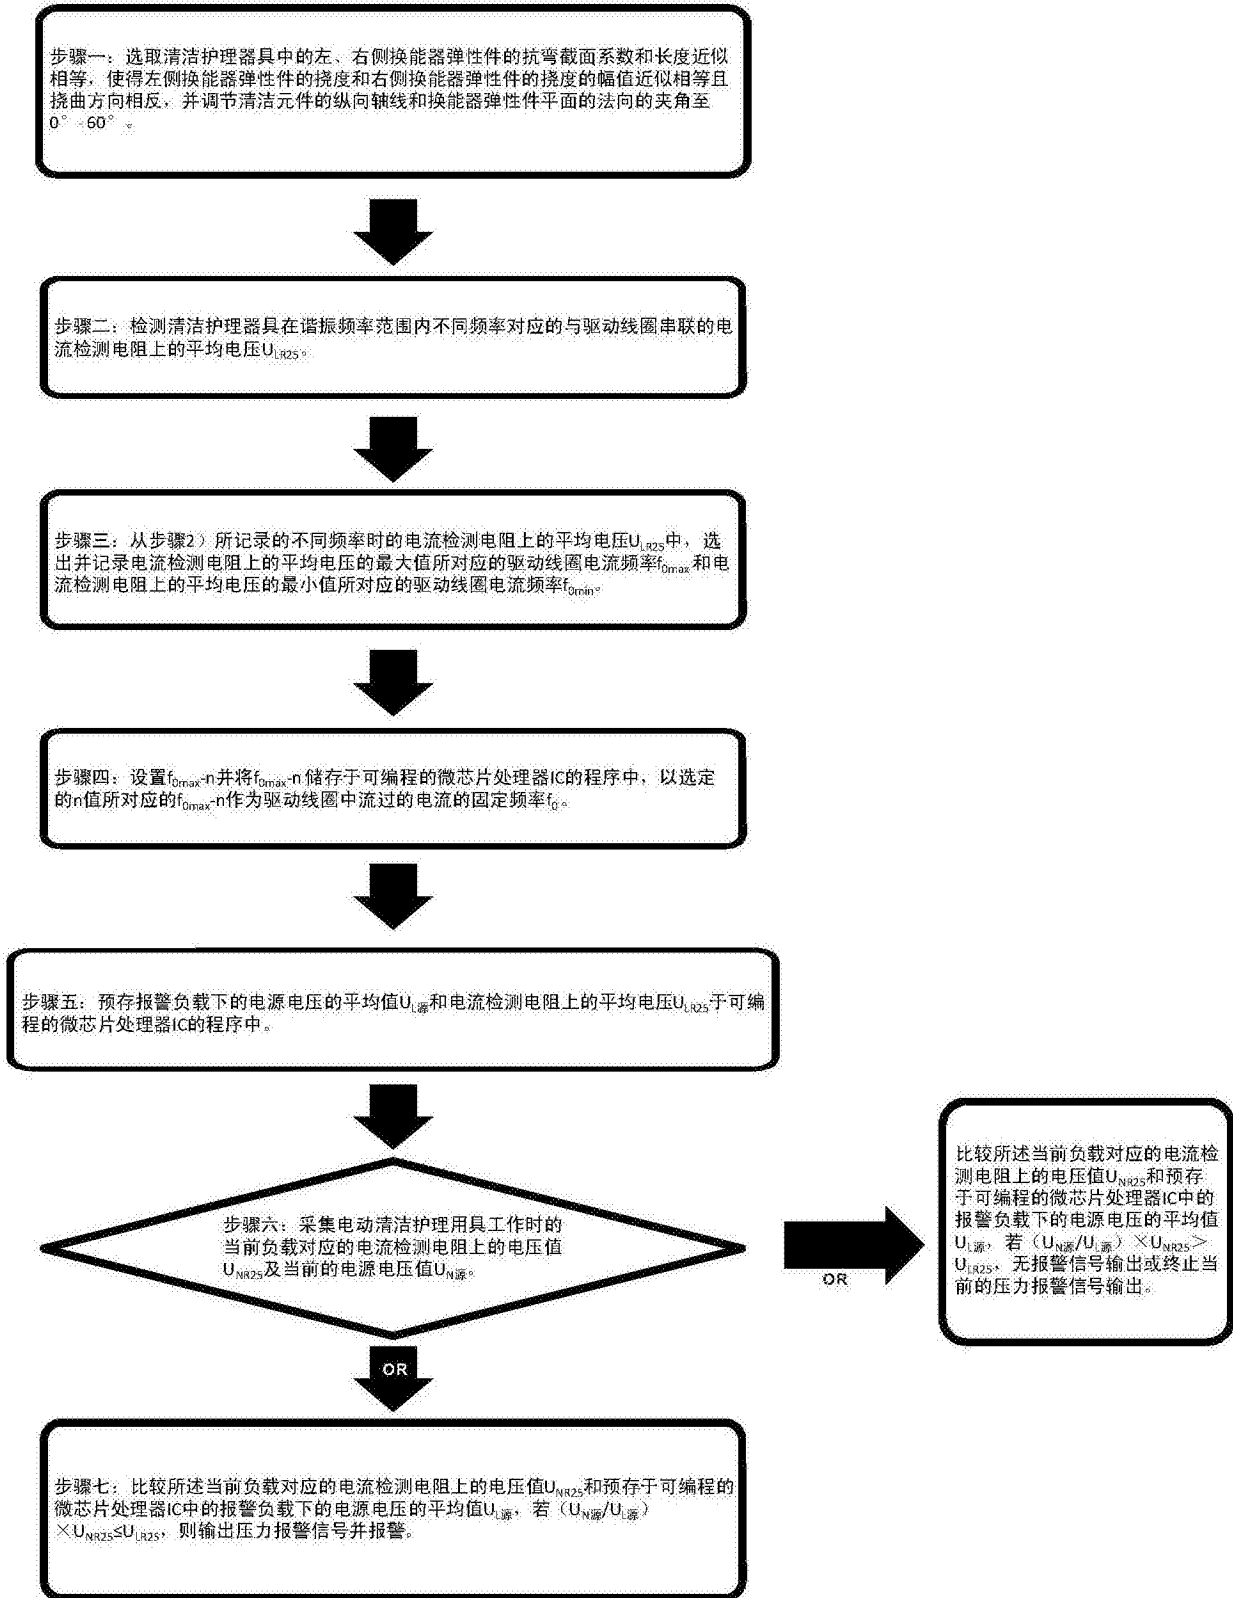 步骤一：选取清洁护理器具中的左、右侧换能器弹性件的抗弯截面系数和长度近似
相等，使得左侧换能器弹性件的挠度和右侧换能器弹性件的挠度的幅值近似相等且
挠曲方向相反，并调节清洁元件的纵向轴线和换能器弹性件平面的法向的夹角至
0°-60°。
步骤二：检测清洁护理器具在谐振频率范围内不同频率对应的与驱动线圈串联的电
流检测电阻上的平均电压U_LR25。
步骤三：从步骤2）所记录的不同频率时的电流检测电阻上的平均电压U_LR25中，选
出并记录电流检测电阻上的平均电压的最大值所对应的驱动线圈电流频率f_0max和电
流检测电阻上的平均电压的最小值所对应的驱动线圈电流频率f_0min。
步骤四：设置f_0max-n并将f_0max-n储存于可编程的微芯片处理器IC的程序中，以选定
的n值所对应的f_0max-n作为驱动线圈中流过的电流的固定频率f_0。
步骤五：预存报警负载下的电源电压的平均值U_L源和电流检测电阻上的平均电压U_LR25于可编
程的微芯片处理器IC的程序中。
步骤六：采集电动清洁护理用具工作时的
当前负载对应的电流检测电阻上的电压值
U_NR25及当前的电源电压值U_N源。
OR
比较所述当前负载对应的电流检
测电阻上的电压值U_NR25和预存
于可编程的微芯片处理器IC中的
报警负载下的电源电压的平均值
U_L源，若（U_N源/U_L源）×U_NR25＞
U_LR25，无报警信号输出或终止当
前的压力报警信号输出。
OR
步骤七：比较所述当前负载对应的电流检测电阻上的电压值U_NR25和预存于可编程的
微芯片处理器IC中的报警负载下的电源电压的平均值U_L源，若（U_N源/U_L源）
×U_NR25≤U_LR25，则输出压力报警信号并报警。